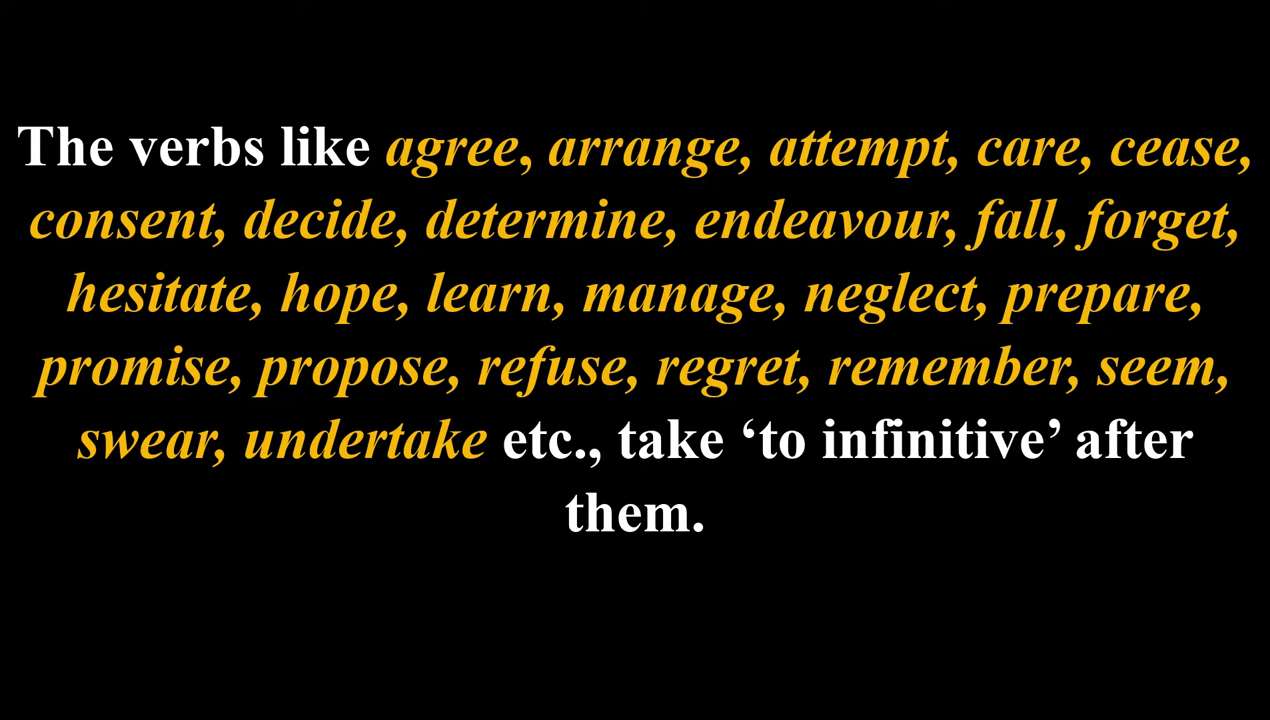 The verbs like agree, arrange, attempt, care, cease,
consent, decide, determine, endeavour, fall, forget,
hesitate, hope, learn, manage, neglect, prepare,
promise, propose, refuse, regret, remember, seem,
swear, undertake etc., take ‘to infinitive’ after
them.